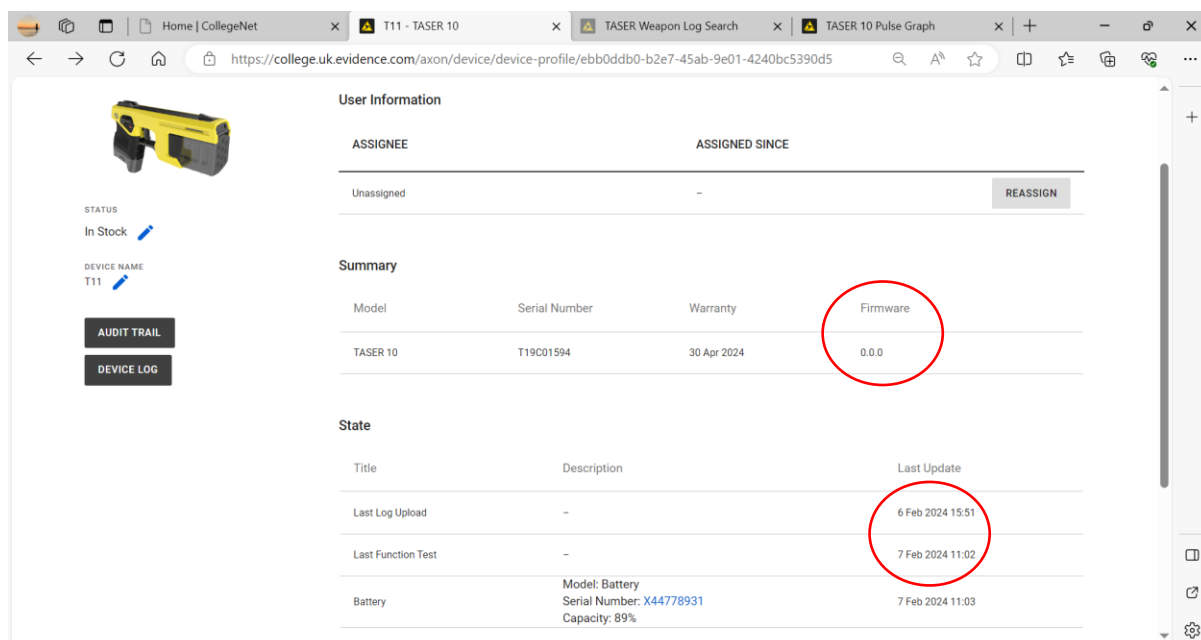 Home | CollegeNet
T11 - TASER 10
TASER Weapon Log Search
TASER 10 Pulse Graph
https://college.uk.evidence.com/axon/device/device-profile/ebb0ddb0-b2e7-45ab-9e01-4240bc5390d5
User Information
ASSIGNEE ASSIGNED SINCE
Unassigned – REASSIGN
STATUS
In Stock
DEVICE NAME
T11
AUDIT TRAIL
DEVICE LOG
Summary
Model Serial Number Warranty Firmware
TASER 10 T19C01594 30 Apr 2024 0.0.0
State
Title Description Last Update
Last Log Upload – 6 Feb 2024 15:51
Last Function Test – 7 Feb 2024 11:02
Model: Battery
Battery Serial Number: X44778931 7 Feb 2024 11:03
Capacity: 89%